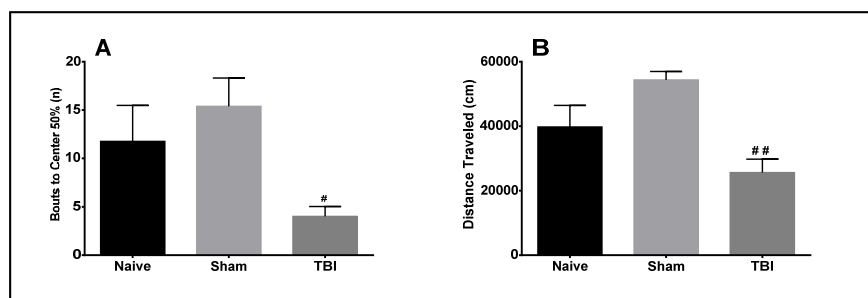 A
Bouts to Center 50% (n)
20
15
10
5
0
#
Naive
Sham
TBI
B
Distance Traveled (cm)
60000
40000
20000
0
##
Naive
Sham
TBI